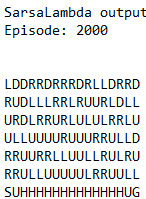 SarsaLambda output
Episode: 2000
LDDRRDRRRDRLLDRRD
RUDLLLRRLRUURLDLL
URDLRRURLULULRRLU
ULLUUUURUUURRULLD
RRUURRLLUULLRULRU
RRULLUUUUULRRUULL
SUHHHHHHHHHHHHHUG